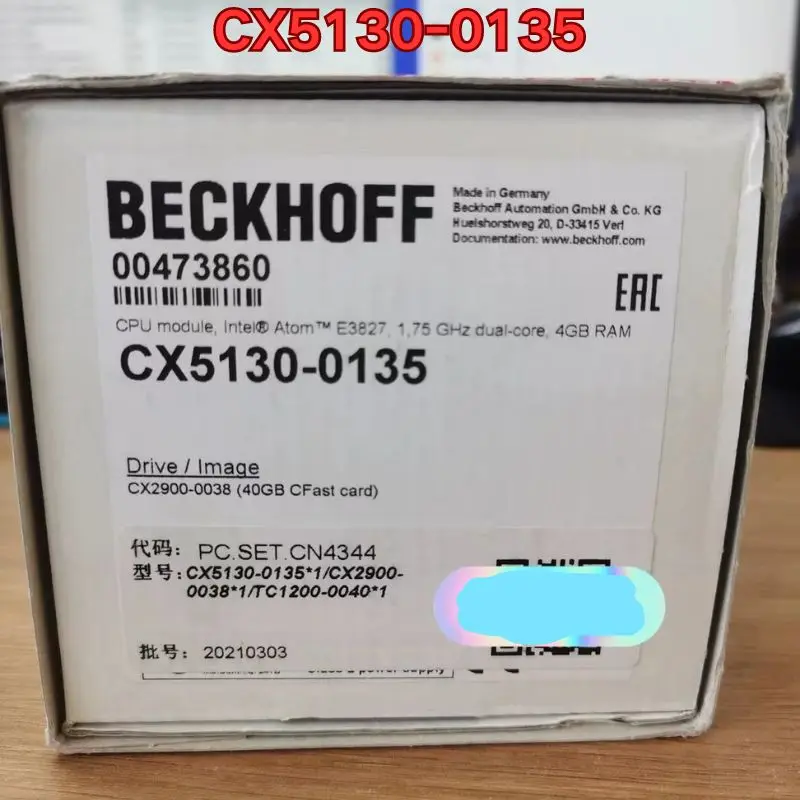 CX5130-0135
BECKHOFF
Made in Germany
Beckhoff Automation GmbH & Co. KG
Huelshorstweg 20, D-33415 Verl
Documentation: www.beckhoff.com
00473860
EAC
CPU module, Intel® Atom™ E3827, 1,75 GHz dual-core, 4GB RAM
CX5130-0135
Drive / Image
CX2900-0038 (40GB CFast card)
代码: PC.SET.CN4344
型号:CX5130-0135*1/CX2900-
0038*1/TC1200-0040*1
批号: 20210303
power supply